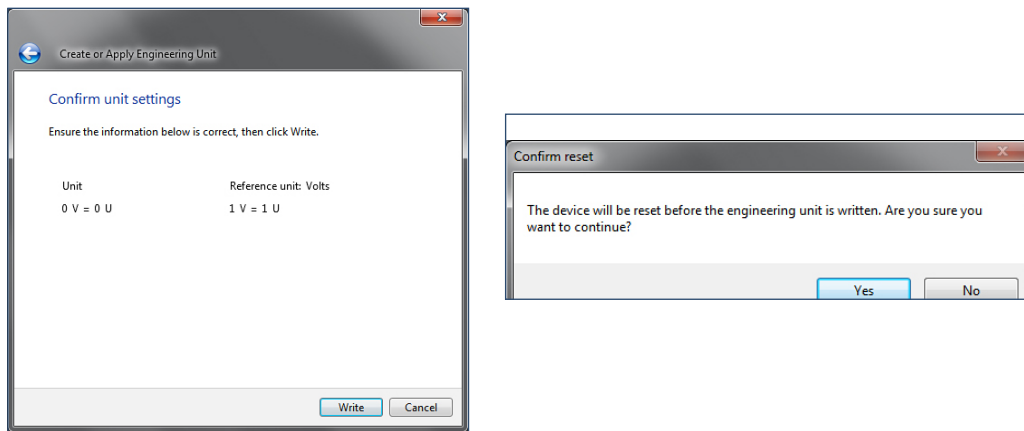 Create or Apply Engineering Unit
Confirm unit settings
Ensure the information below is correct, then click Write.
Unit
Reference unit: Volts
0 V = 0 U
1 V = 1 U
Write
Cancel
Confirm reset
The device will be reset before the engineering unit is written. Are you sure you
want to continue?
Yes
No